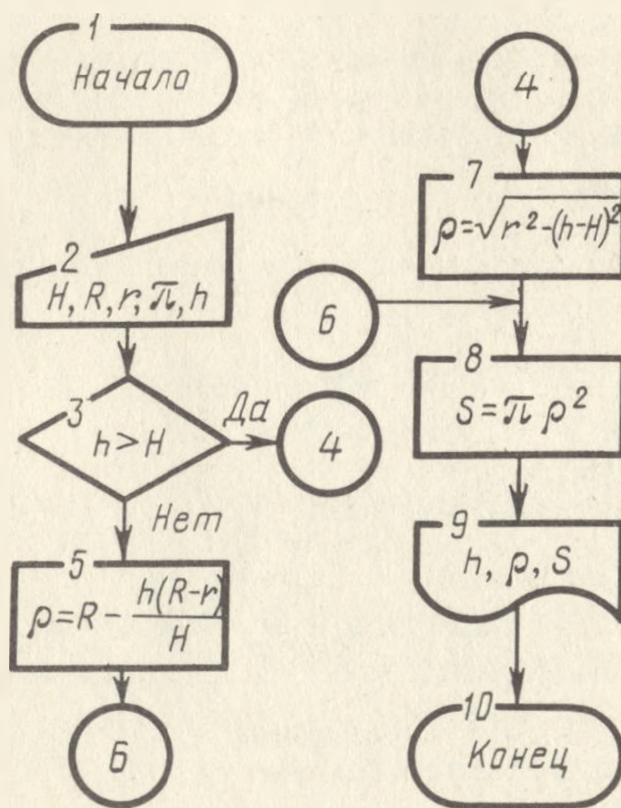 1
Начало
2
H, R, r, π, h
3
h > H
Да
4
Нет
5
ρ = R - h(R-r)/H
6
4
7
ρ = √r² - (h-H)²
6
8
S = π ρ²
9
h, ρ, S
10
Конец